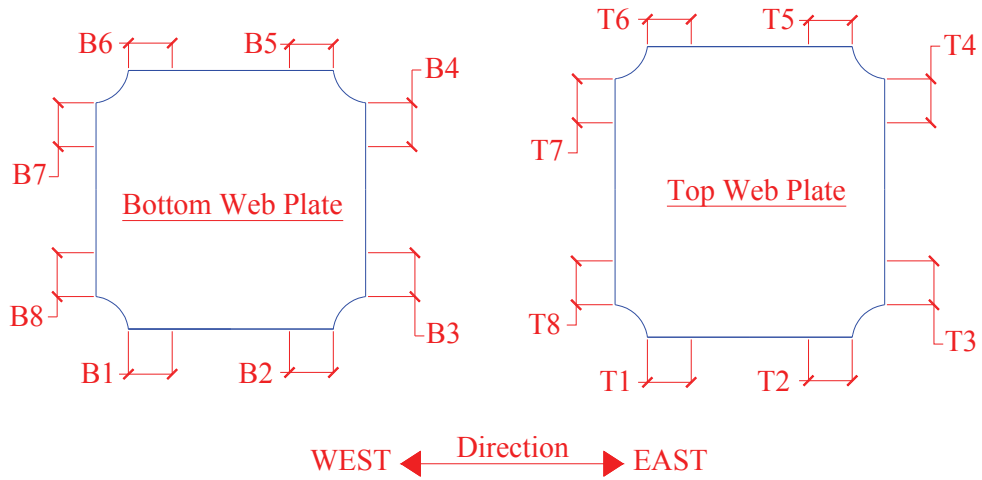 B6
B5
B4
B7
Bottom Web Plate
B8
B3
B1
B2
T6
T5
T4
T7
Top Web Plate
T8
T3
T1
T2
WEST
Direction
EAST